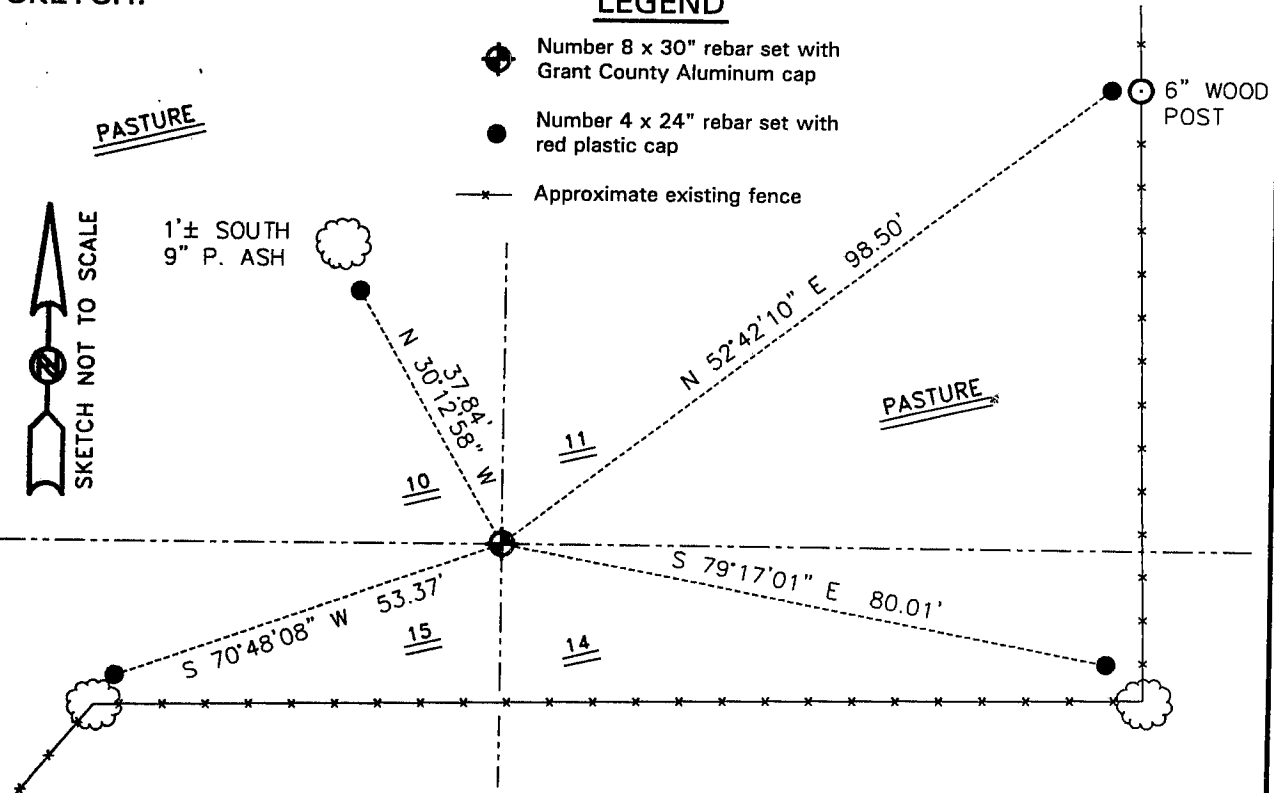 SKETCH:
LEGEND
Number 8 x 30" rebar set with
Grant County Aluminum cap
Number 4 x 24" rebar set with
red plastic cap
Approximate existing fence
PASTURE
6" WOOD
POST
1'± SOUTH
9" P. ASH
SKETCH NOT TO SCALE
N
N 52°42'10" E 98.50'
37.84'
N 30°12'58" W
PASTURE
11
10
S 79°17'01" E 80.01'
S 70°48'08" W 53.37'
15
14